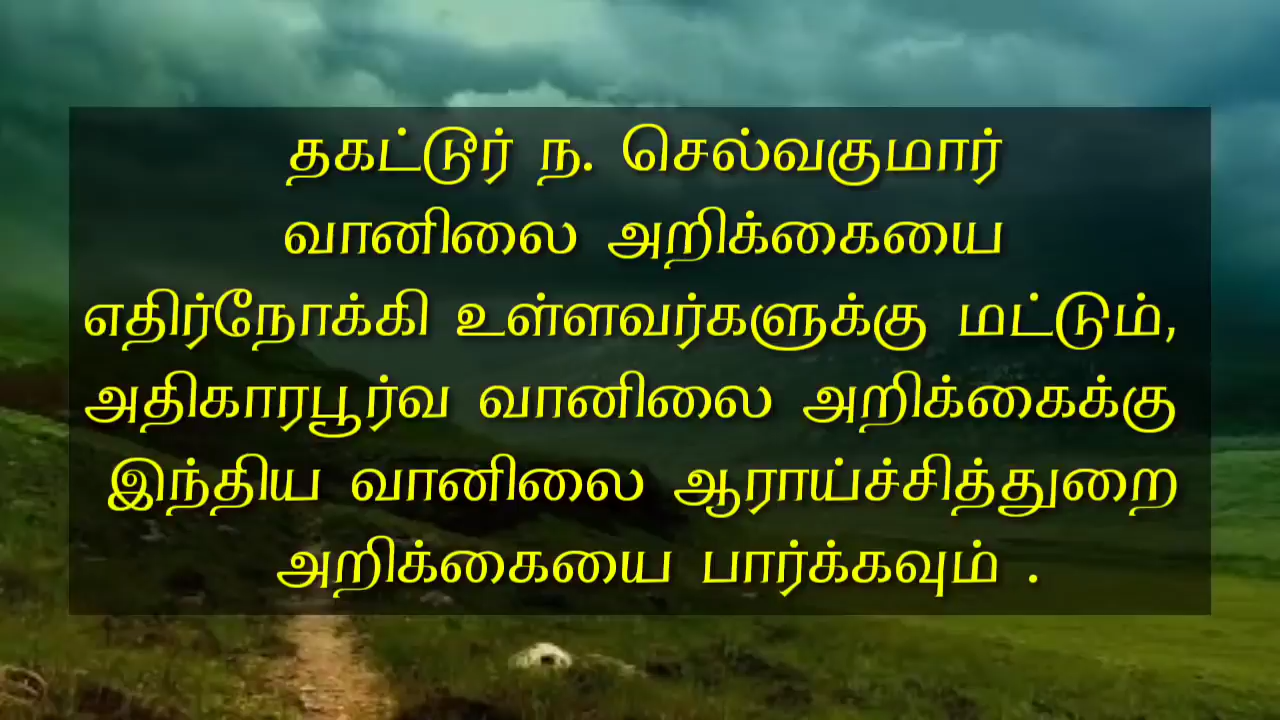 தகட்டூர் ந. செல்வகுமார்
வானிலை அறிக்கையை
எதிர்நோக்கி உள்ளவர்களுக்கு மட்டும்,
அதிகாரபூர்வ வானிலை அறிக்கைக்கு
இந்திய வானிலை ஆராய்ச்சித்துறை
அறிக்கையை பார்க்கவும் .